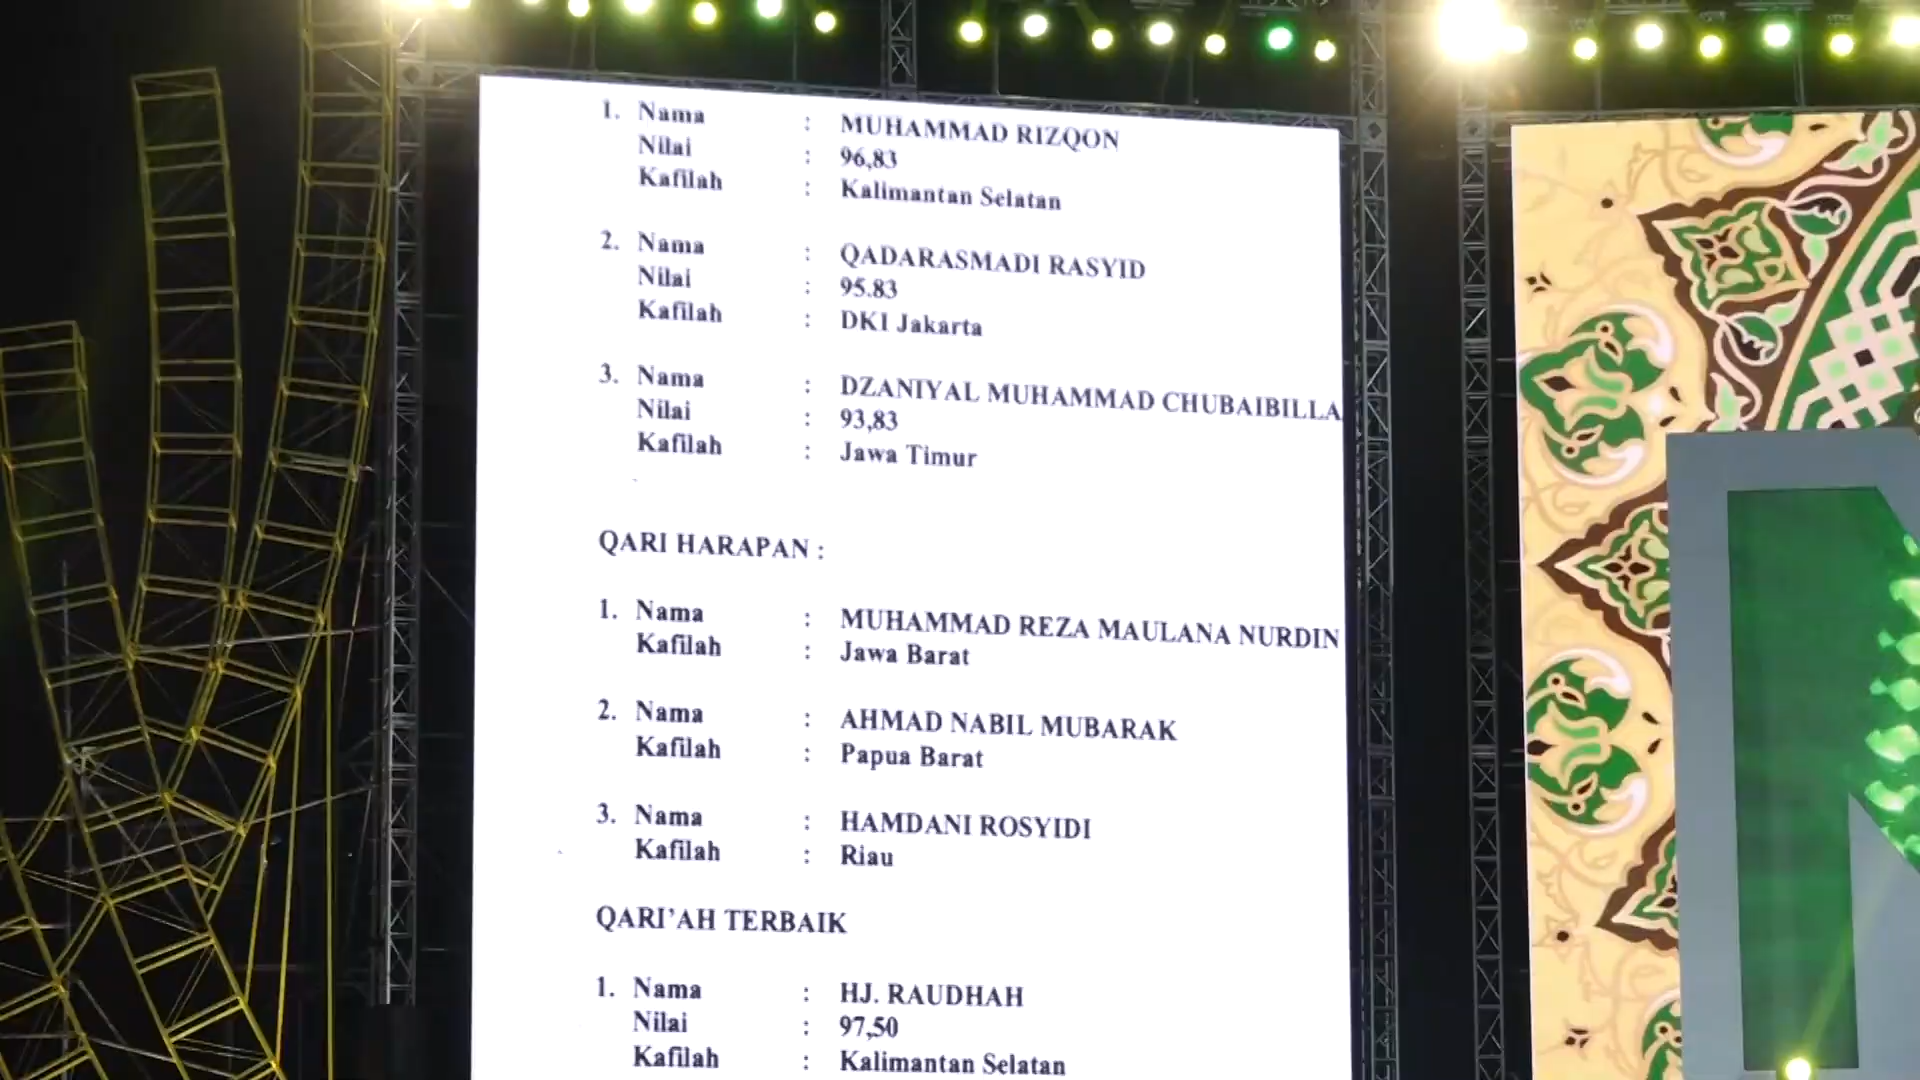 1. Nama : MUHAMMAD RIZQON
Nilai : 96,83
Kafilah : Kalimantan Selatan
2. Nama : QADARASMADI RASYID
Nilai : 95.83
Kafilah : DKI Jakarta
3. Nama : DZANIYAL MUHAMMAD CHUBAIBILLA
Nilai : 93,83
Kafilah : Jawa Timur
QARI HARAPAN :
1. Nama : MUHAMMAD REZA MAULANA NURDIN
Kafilah : Jawa Barat
2. Nama : AHMAD NABIL MUBARAK
Kafilah : Papua Barat
3. Nama : HAMDANI ROSYIDI
Kafilah : Riau
QARI'AH TERBAIK
1. Nama : HJ. RAUDHAH
Nilai : 97,50
Kafilah : Kalimantan Selatan